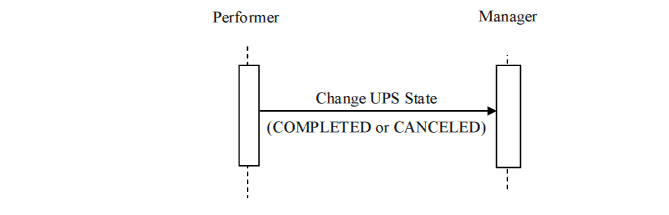 Performer
Manager
Change UPS State
(COMPLETED or CANCELED)